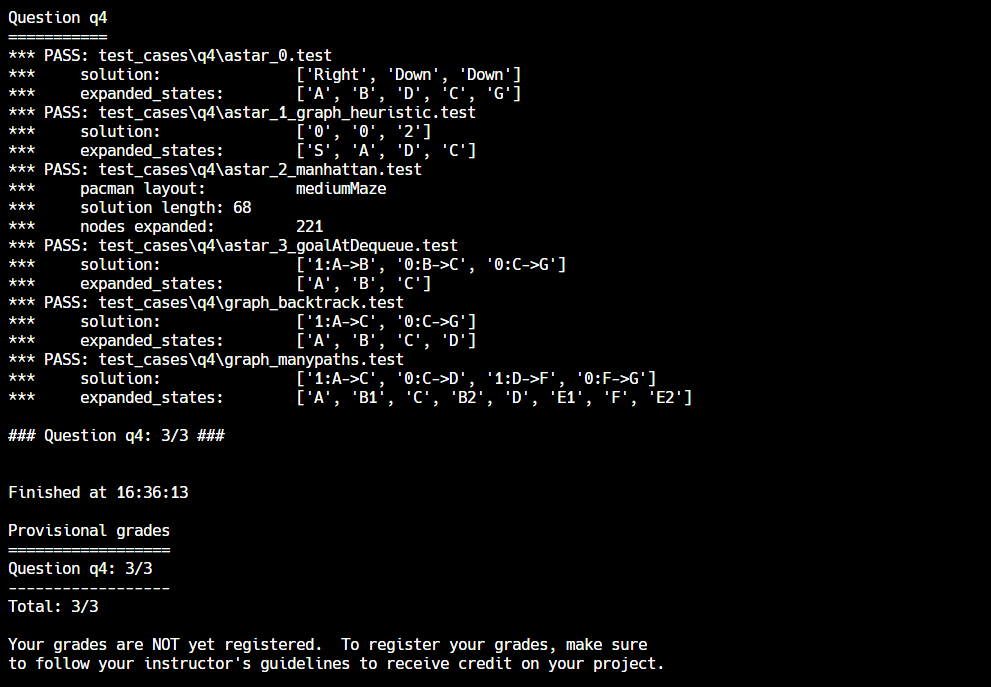 Question q4
===========
*** PASS: test_cases\q4\astar_0.test
***     solution:               ['Right', 'Down', 'Down']
***     expanded_states:        ['A', 'B', 'D', 'C', 'G']
*** PASS: test_cases\q4\astar_1_graph_heuristic.test
***     solution:               ['0', '0', '2']
***     expanded_states:        ['S', 'A', 'D', 'C']
*** PASS: test_cases\q4\astar_2_manhattan.test
***     pacman layout:          mediumMaze
***     solution length: 68
***     nodes expanded:         221
*** PASS: test_cases\q4\astar_3_goalAtDequeue.test
***     solution:               ['1:A->B', '0:B->C', '0:C->G']
***     expanded_states:        ['A', 'B', 'C']
*** PASS: test_cases\q4\graph_backtrack.test
***     solution:               ['1:A->C', '0:C->G']
***     expanded_states:        ['A', 'B', 'C', 'D']
*** PASS: test_cases\q4\graph_manypaths.test
***     solution:               ['1:A->C', '0:C->D', '1:D->F', '0:F->G']
***     expanded_states:        ['A', 'B1', 'C', 'B2', 'D', 'E1', 'F', 'E2']

### Question q4: 3/3 ###


Finished at 16:36:13

Provisional grades
==================
Question q4: 3/3
------------------
Total: 3/3

Your grades are NOT yet registered.  To register your grades, make sure
to follow your instructor's guidelines to receive credit on your project.